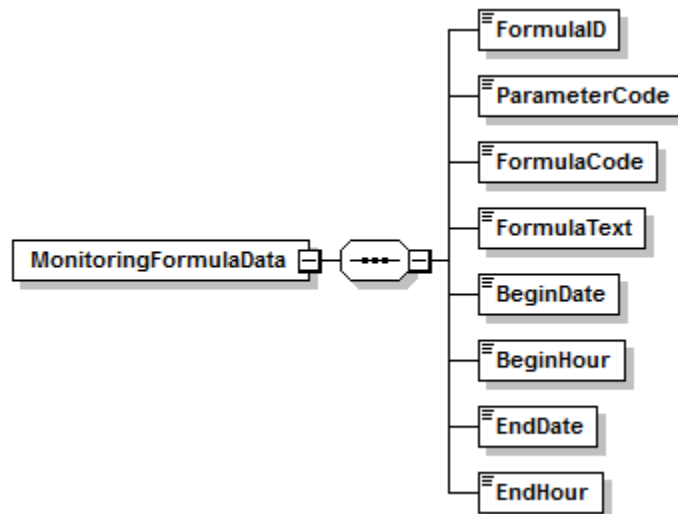 FormulaID
ParameterCode
FormulaCode
FormulaText
MonitoringFormulaData
BeginDate
BeginHour
EndDate
EndHour